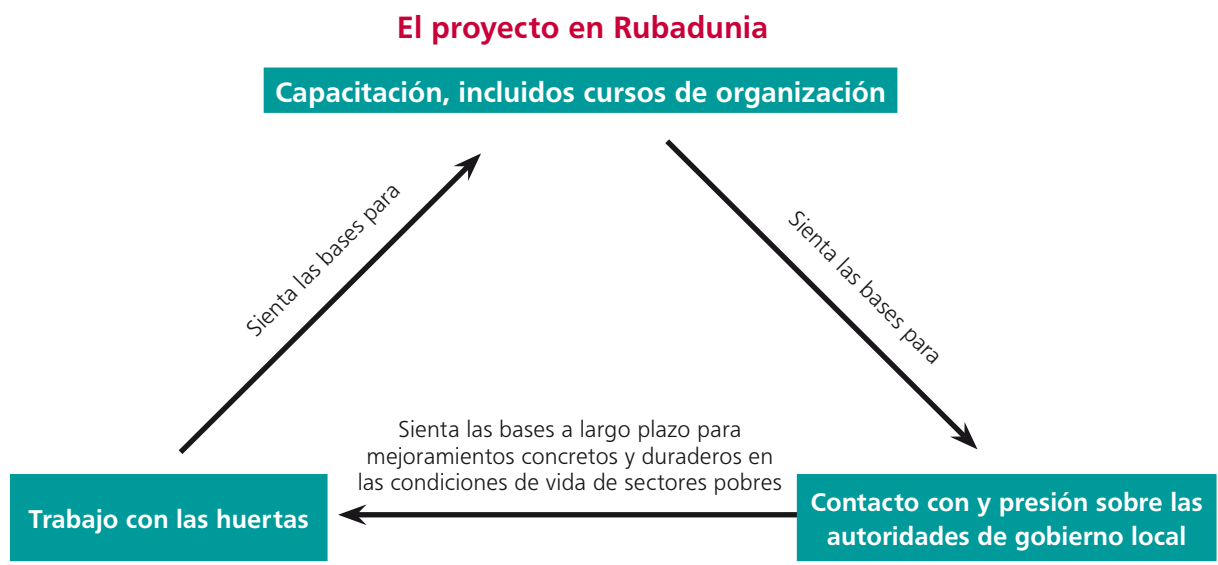 El proyecto en Rubadunia
Capacitación, incluidos cursos de organización
Sienta las bases para
Sienta las bases para
Sienta las bases a largo plazo para
mejoramientos concretos y duraderos en
las condiciones de vida de sectores pobres
Trabajo con las huertas
Contacto con y presión sobre las
autoridades de gobierno local